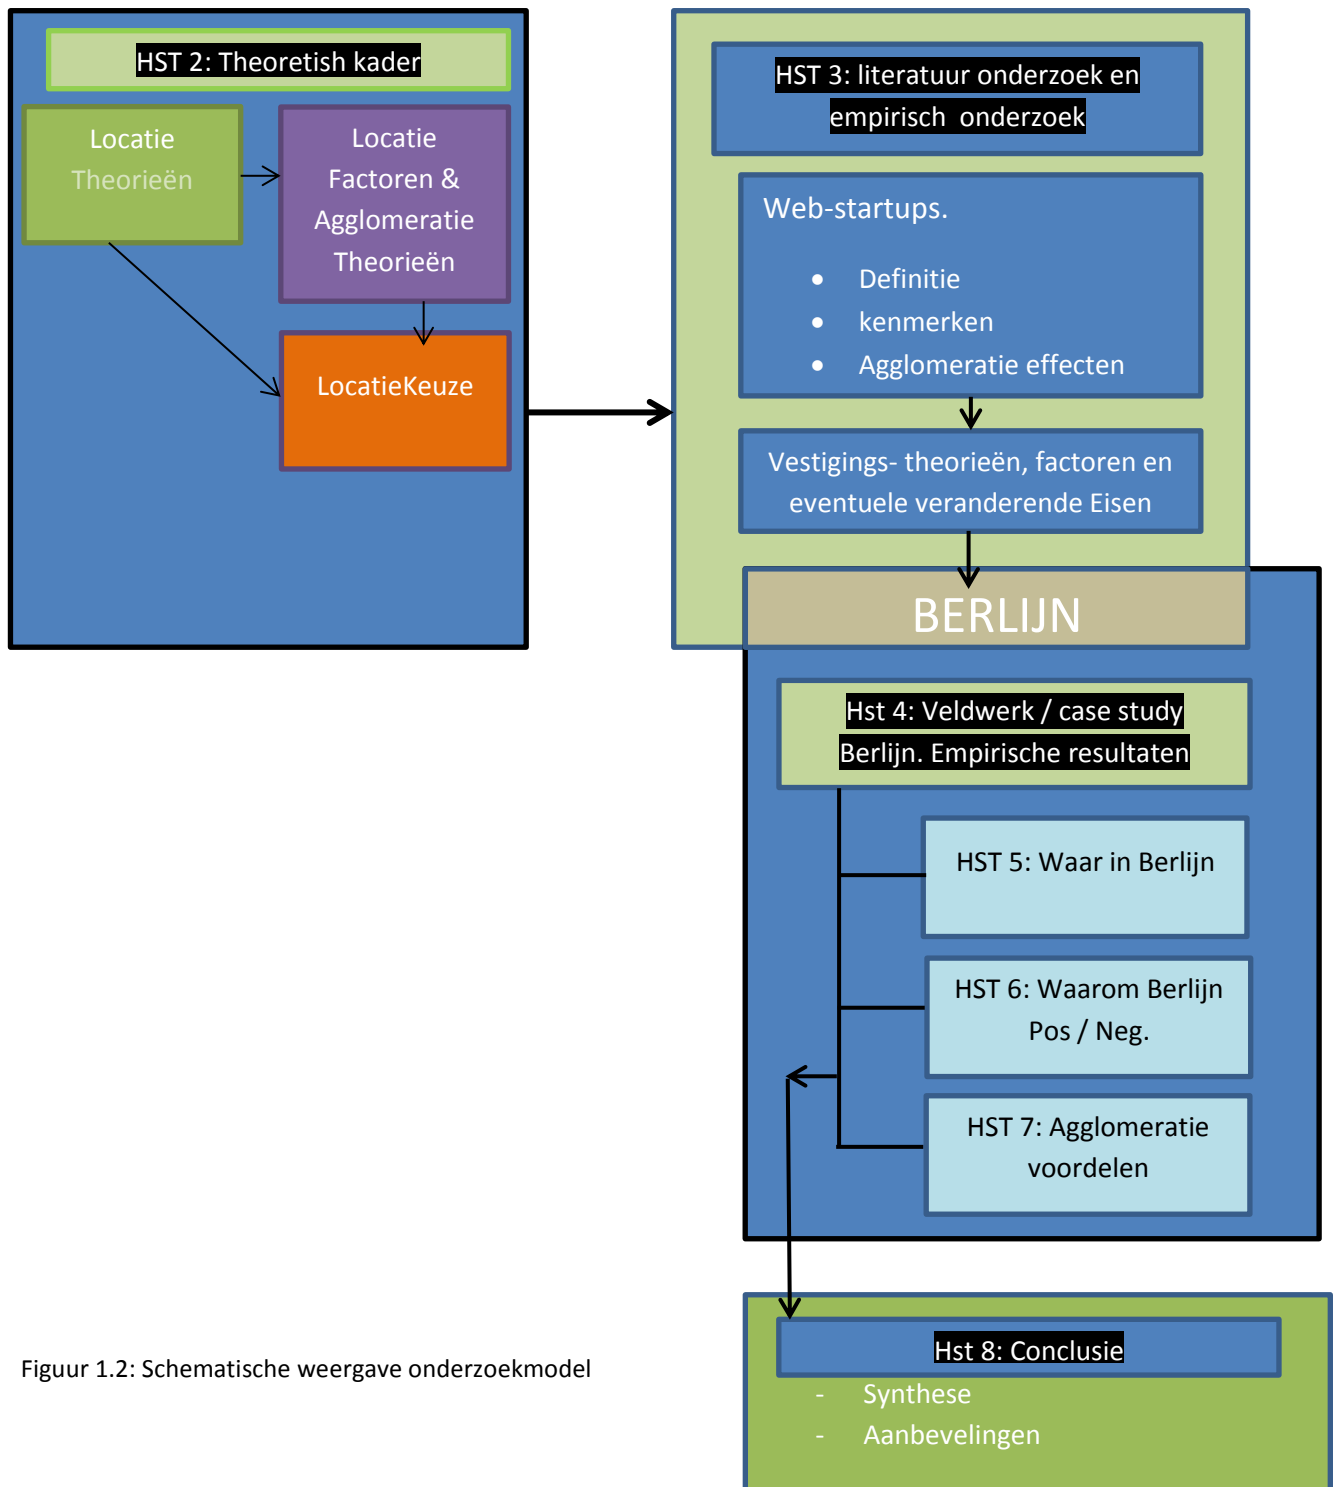 HST 2: Theoretish kader
Locatie
Theorieën
Locatie
Factoren &
Agglomeratie
Theorieën
LocatieKeuze
HST 3: literatuur onderzoek en
empirisch onderzoek
Web-startups.
• Definitie
• kenmerken
• Agglomeratie effecten
Vestigings- theorieën, factoren en
eventuele veranderende Eisen
BERLIJN
Hst 4: Veldwerk / case study
Berlijn. Empirische resultaten
HST 5: Waar in Berlijn
HST 6: Waarom Berlijn
Pos / Neg.
HST 7: Agglomeratie
voordelen
Hst 8: Conclusie
- Synthese
- Aanbevelingen
Figuur 1.2: Schematische weergave onderzoekmodel